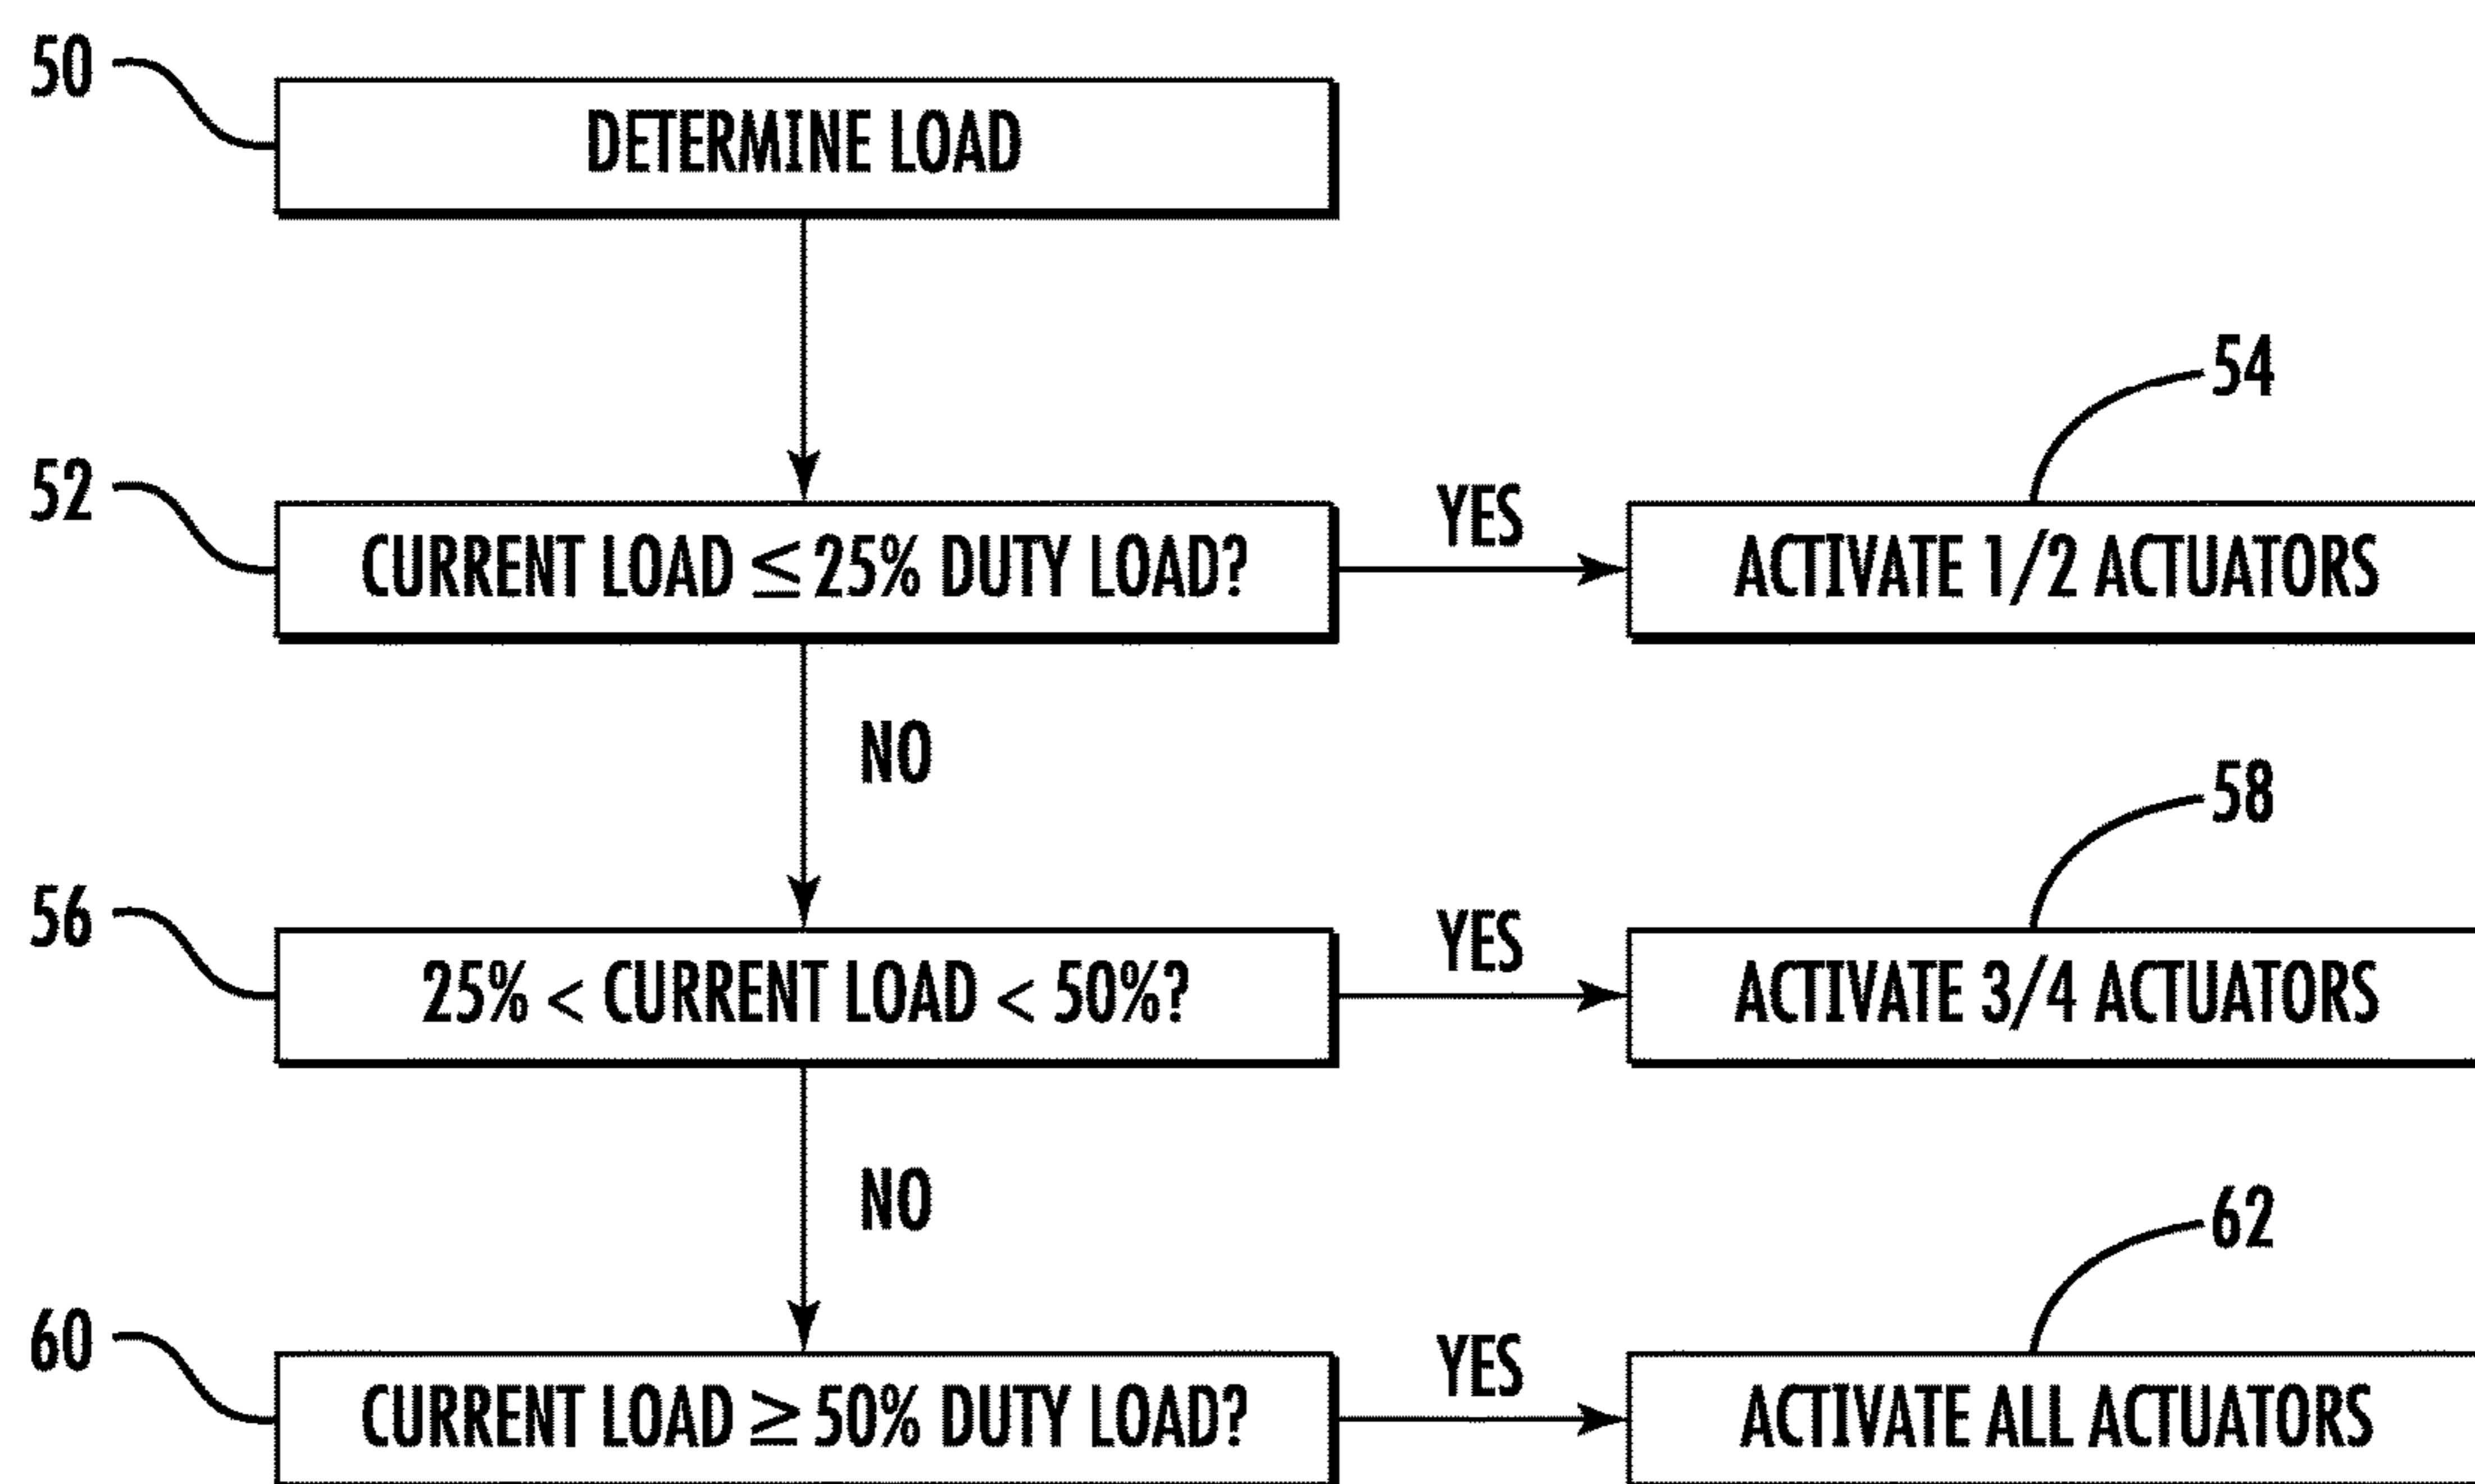 50
DETERMINE LOAD
54
52
CURRENT LOAD ≤ 25% DUTY LOAD?
YES
ACTIVATE 1/2 ACTUATORS
NO
58
56
25% < CURRENT LOAD < 50%?
YES
ACTIVATE 3/4 ACTUATORS
NO
62
60
CURRENT LOAD ≥ 50% DUTY LOAD?
YES
ACTIVATE ALL ACTUATORS